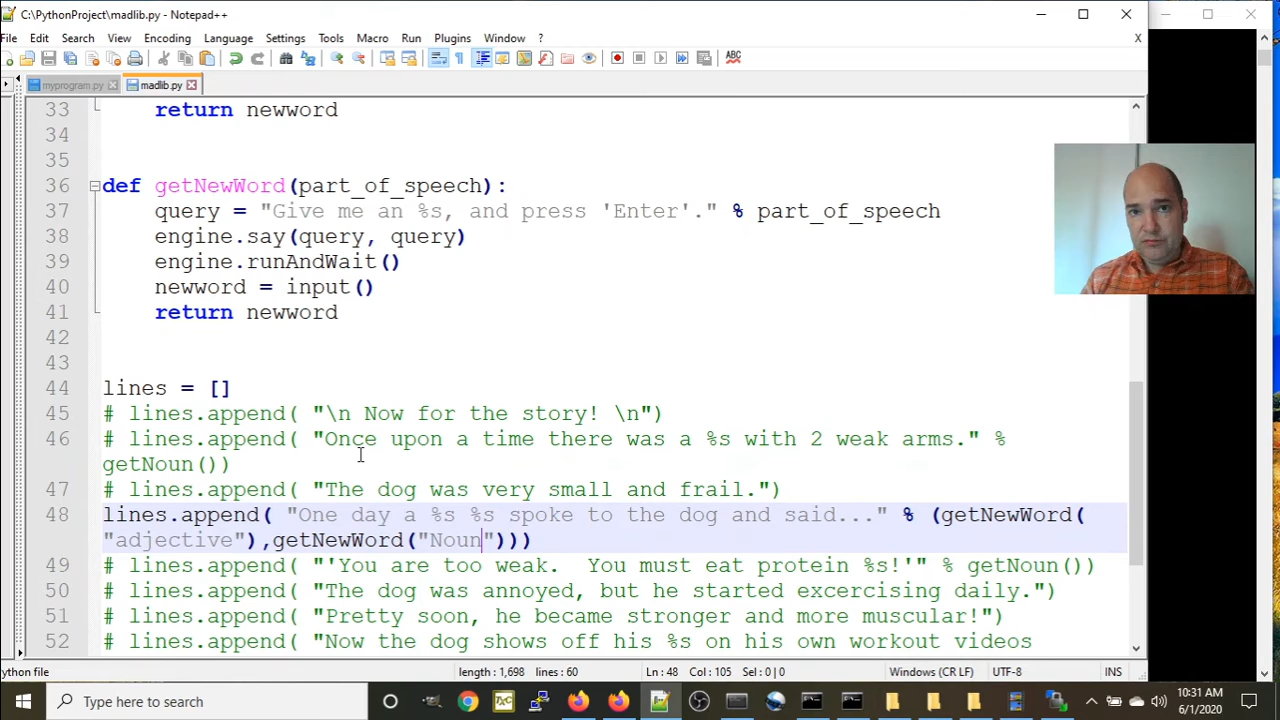 C:\PythonProject\madlib.py - Notepad++
File Edit Search View Encoding Language Settings Tools Macro Run Plugins Window ? X
myprogram.py madlib.py
33 return newword
34
35
36 def getNewWord(part_of_speech):
37 query = "Give me an %s, and press 'Enter'." % part_of_speech
38 engine.say(query, query)
39 engine.runAndWait()
40 newword = input()
41 return newword
42
43
44 lines = []
45 # lines.append( "\n Now for the story! \n")
46 # lines.append( "Once upon a time there was a %s with 2 weak arms." %
getNoun())
47 # lines.append( "The dog was very small and frail.")
48 lines.append( "One day a %s %s spoke to the dog and said..." % (getNewWord(
"adjective"),getNewWord("Noun")))
49 # lines.append( "'You are too weak.  You must eat protein %s!'" % getNoun())
50 # lines.append( "The dog was annoyed, but he started excercising daily.")
51 # lines.append( "Pretty soon, he became stronger and more muscular!")
52 # lines.append( "Now the dog shows off his %s on his own workout videos
ython file length : 1,698 lines : 60 Ln : 48 Col : 105 Sel : 0 | 0 Windows (CR LF) UTF-8 INS
Type here to search
10:31 AM
6/1/2020